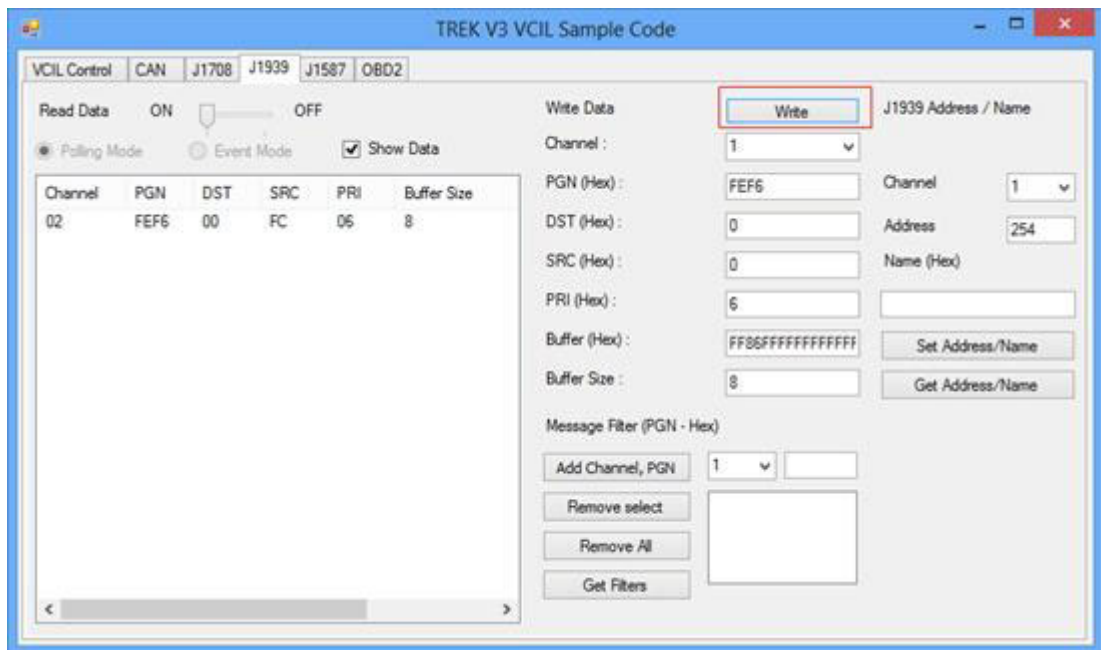 TREK V3 VCIL Sample Code
VCIL Control CAN J1708 J1939 J1587 OBD2
Read Data ON OFF
Polling Mode Event Mode Show Data
Channel PGN DST SRC PRI Buffer Size
02 FEF6 00 FC 06 8
Write Data Write
Channel : 1
PGN (Hex) : FEF6
DST (Hex) : 0
SRC (Hex) : 0
PRI (Hex) : 6
Buffer (Hex) : FF86FFFFFFFFFFFF
Buffer Size : 8
Message Filter (PGN - Hex)
Add Channel, PGN 1
Remove select
Remove All
Get Filters
J1939 Address / Name
Channel 1
Address 254
Name (Hex)
Set Address/Name
Get Address/Name